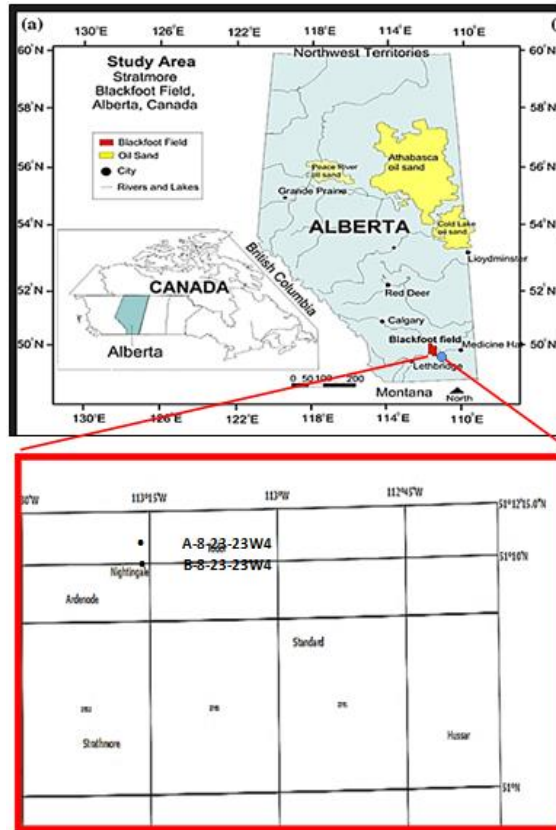 (a)
130°E 126°E 118°E 114°E 110°E
60°N
Study Area
Stratmore
Blackfoot Field,
Alberta, Canada
Northwest Territories
60°N
58°N
58°N
Blackfoot Field
Oil Sand
City
Rivers and Lakes
56°N
Peace River
oil sand
Athabasca
oil sand
56°N
Grande Praine
54°N
Cold Lake
oil sand
54°N
ALBERTA
Lloydminster
CANADA
British Columbia
52°N
Red Deer
52°N
Calgary
Alberta
50°N
Blackfoot field
Medicine Ha
50°N
0 50 100 200
Lethbridge
Montana
North
130°E 126°E 118°E 114°E 110°E
113°15'W 113°W 112°45'W
51°12'15.0"N
A-8-23-23W4
51°10'N
B-8-23-23W4
Nightingale
Ardenode
Standard
Strathmore
Hussar
51°N